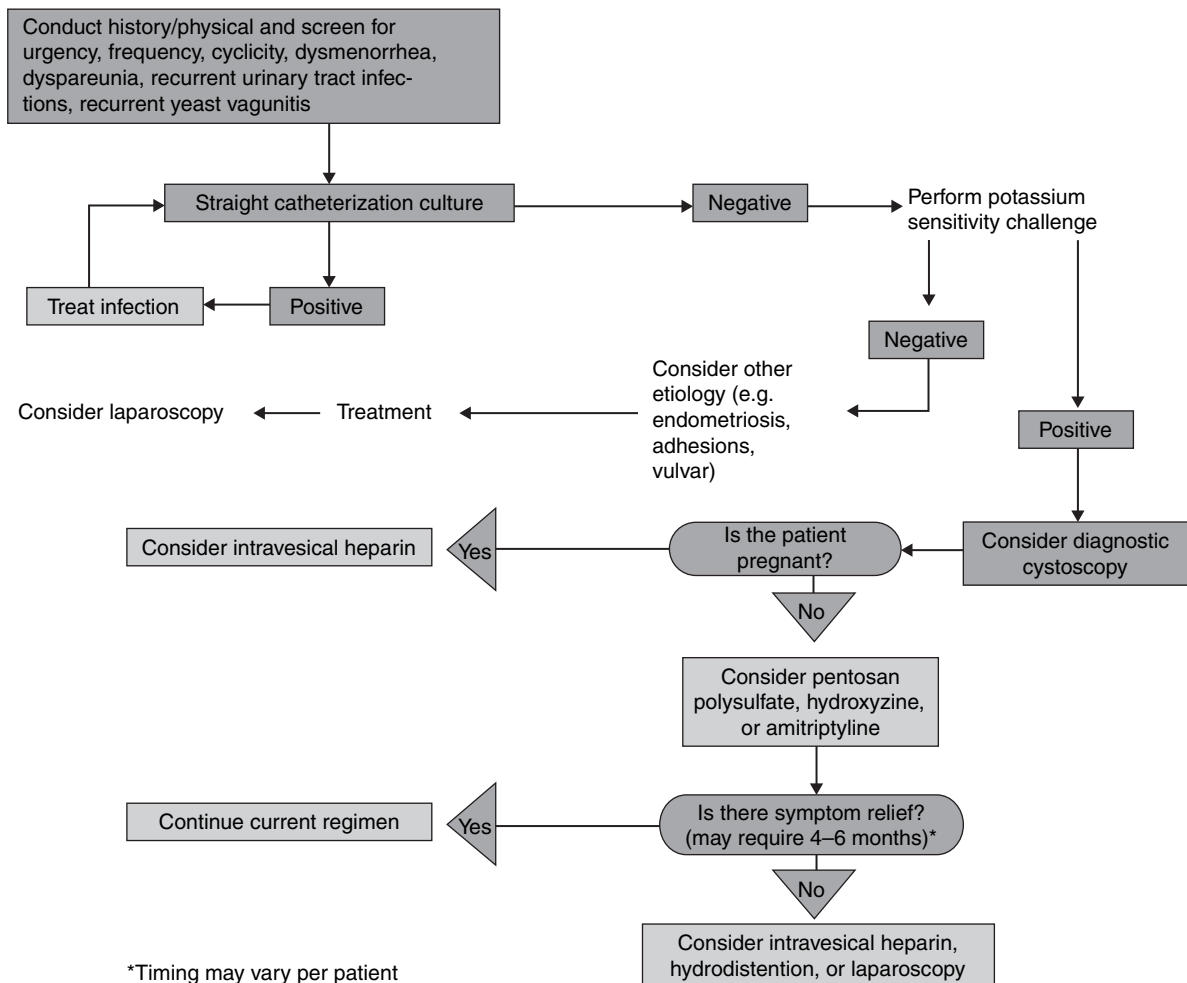 Conduct history/physical and screen for
urgency, frequency, cyclicity, dysmenorrhea,
dyspareunia, recurrent urinary tract infec-
tions, recurrent yeast vagunitis
Straight catheterization culture
Negative
Perform potassium
sensitivity challenge
Treat infection
Positive
Negative
Consider other
etiology (e.g.
endometriosis,
adhesions,
vulvar)
Treatment
Consider laparoscopy
Positive
Consider diagnostic
cystoscopy
Is the patient
pregnant?
Yes
Consider intravesical heparin
No
Consider pentosan
polysulfate, hydroxyzine,
or amitriptyline
Is there symptom relief?
(may require 4–6 months)*
Yes
Continue current regimen
No
Consider intravesical heparin,
hydrodistention, or laparoscopy
*Timing may vary per patient